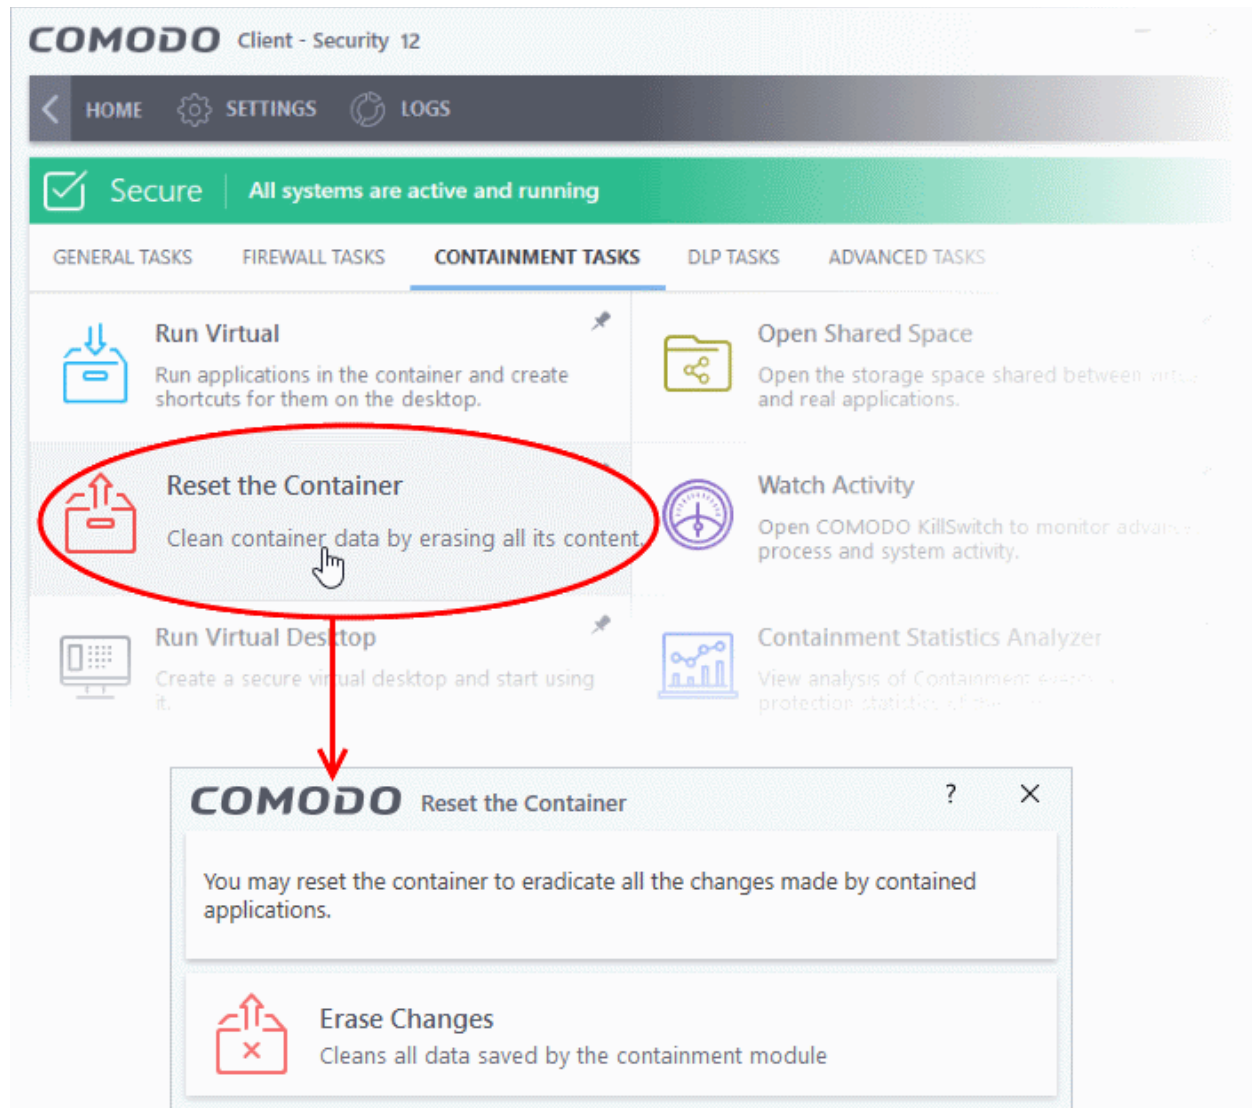 COMODO Client - Security 12
HOME SETTINGS LOGS
Secure All systems are active and running
GENERAL TASKS FIREWALL TASKS CONTAINMENT TASKS DLP TASKS ADVANCED TASKS
Run Virtual
Run applications in the container and create
shortcuts for them on the desktop.
Open Shared Space
Open the storage space shared between
and real applications.
Reset the Container
Clean container data by erasing all its content.
Watch Activity
Open COMODO KillSwitch to monitor
process and system activity.
Run Virtual Desktop
Create a secure virtual desktop and start using
it.
Containment Statistics Analyzer
View analysis of Containment events
protection statistics of the
COMODO Reset the Container ?
You may reset the container to eradicate all the changes made by contained
applications.
Erase Changes
Cleans all data saved by the containment module